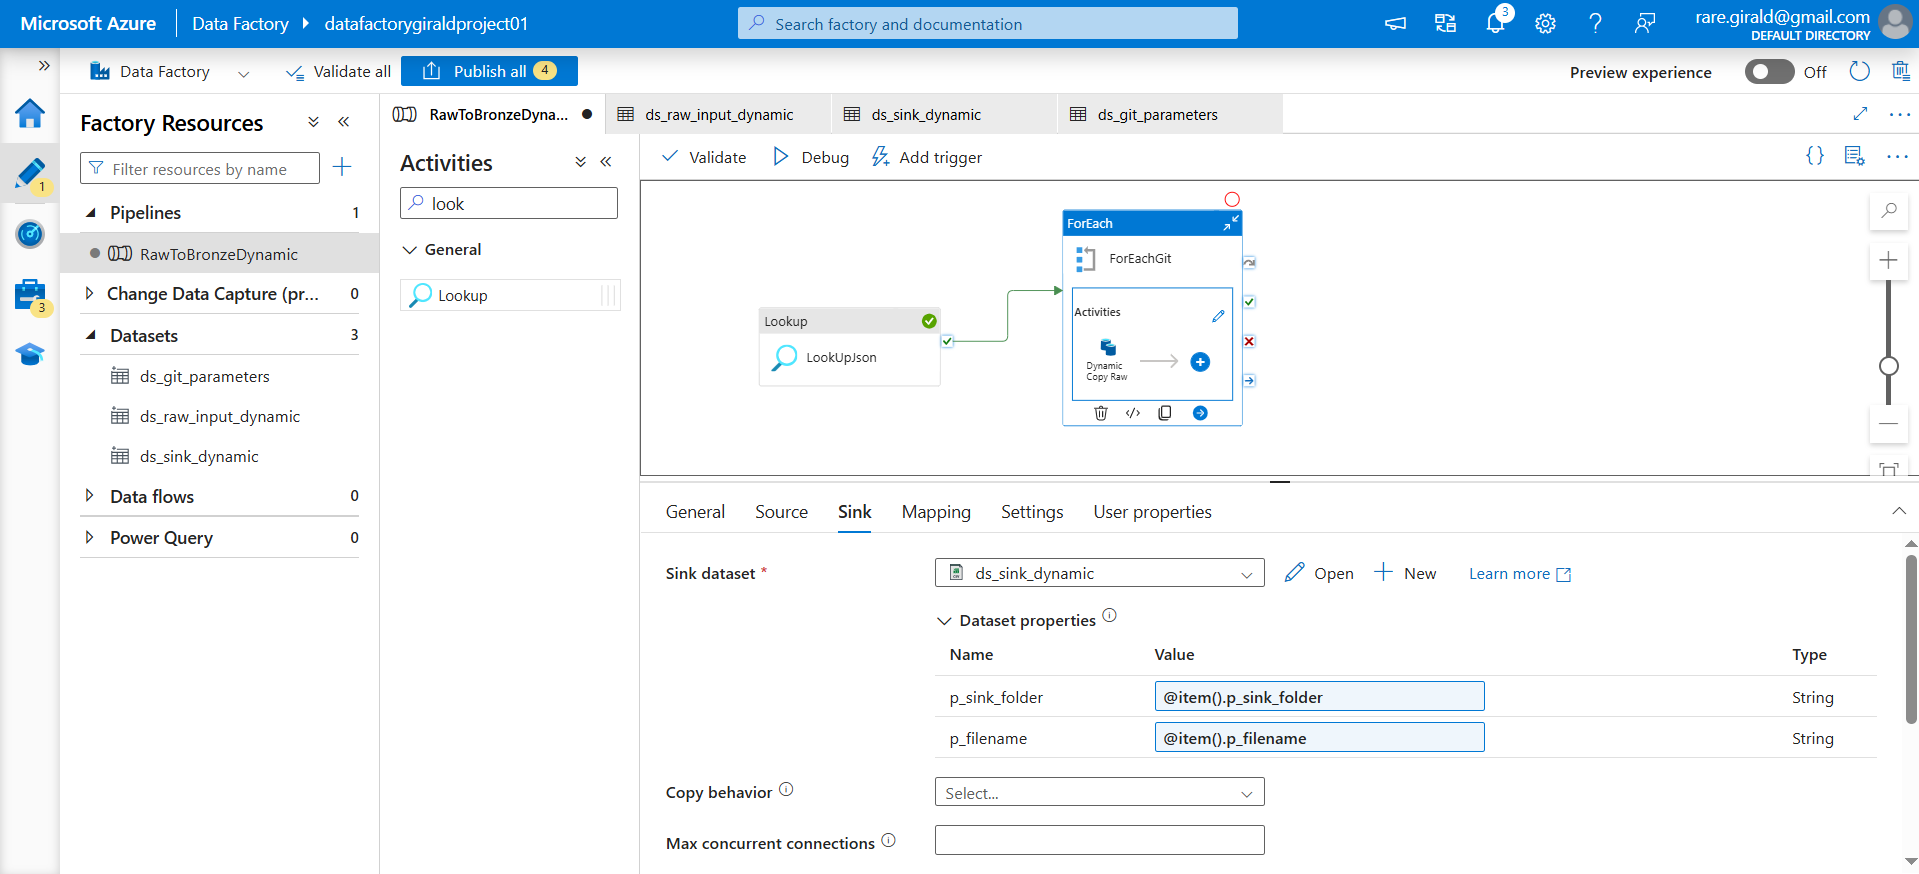 Microsoft Azure
Data Factory
datafactorygiraldproject01
Search factory and documentation
3
rare.girald@gmail.com
DEFAULT DIRECTORY
Data Factory
Validate all
Publish all 4
Preview experience
Off
1
3
Factory Resources
Filter resources by name
Pipelines 1
RawToBronzeDynamic
Change Data Capture (pr... 0
Datasets 3
ds_git_parameters
ds_raw_input_dynamic
ds_sink_dynamic
Data flows 0
Power Query 0
RawToBronzeDyna...
ds_raw_input_dynamic
ds_sink_dynamic
ds_git_parameters
Activities
look
General
Lookup
Validate
Debug
Add trigger
Lookup
LookUpJson
ForEach
ForEachGit
Activities
Dynamic
Copy Raw
General
Source
Sink
Mapping
Settings
User properties
Sink dataset *
ds_sink_dynamic
Open
New
Learn more
Dataset properties
Name Value Type
p_sink_folder @item().p_sink_folder String
p_filename @item().p_filename String
Copy behavior
Select...
Max concurrent connections